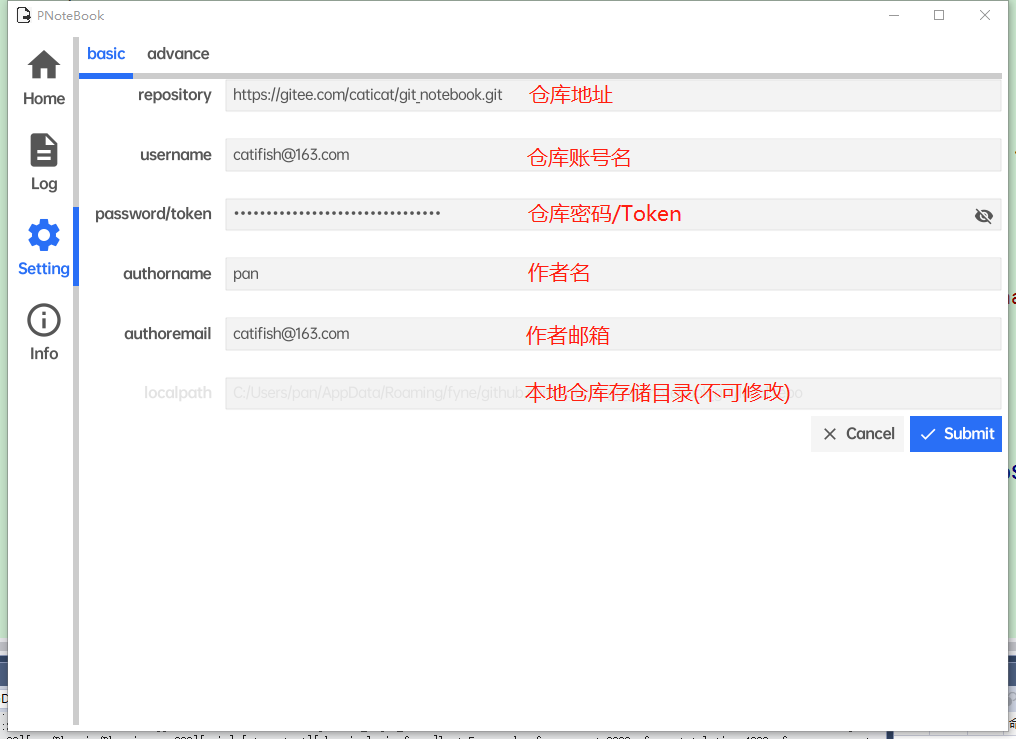 PNoteBook
Home
Log
Setting
Info
basic advance
repository https://gitee.com/caticat/git_notebook.git 仓库地址
username catifish@163.com 仓库账号名
password/token •••••••••••••••••••••••••••••••• 仓库密码/Token
authorname pan 作者名
authoremail catifish@163.com 作者邮箱
localpath C:/Users/pan/AppData/Roaming/fyne/github. 本地仓库存储目录(不可修改)
Cancel Submit